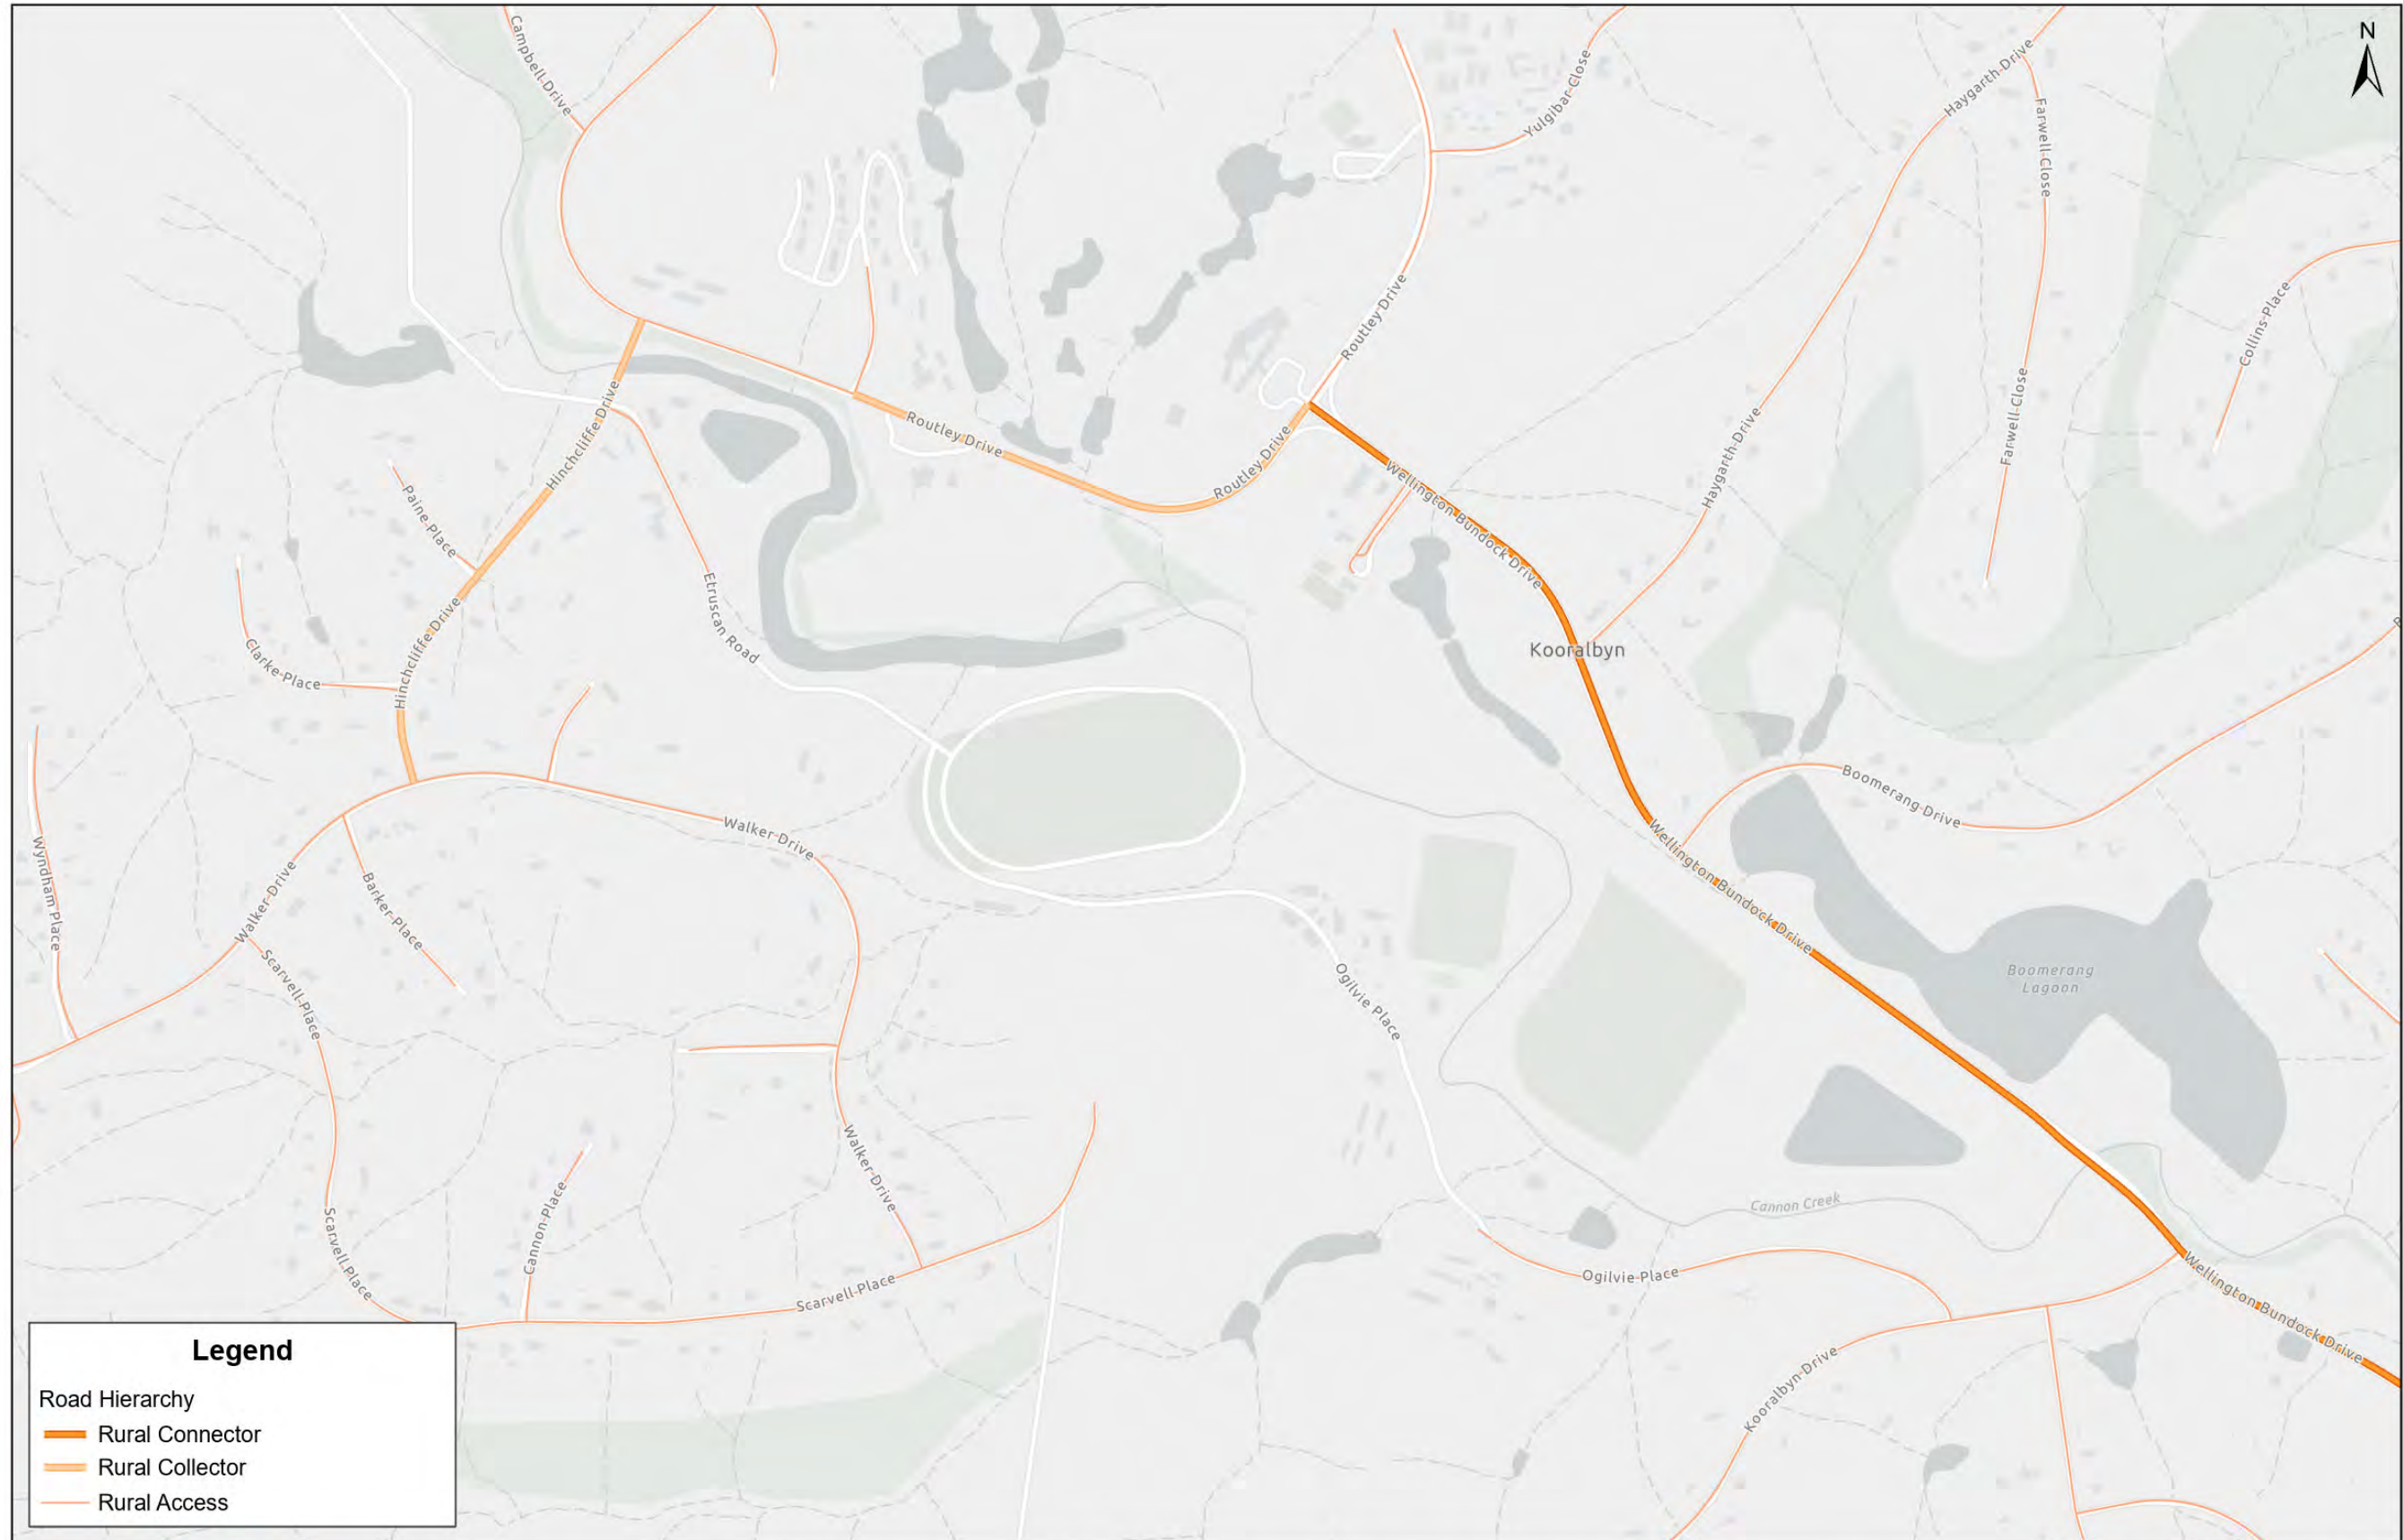 N
Campbell Drive
Yulgibar Close
Haygarth Drive
Farwell Close
Collins Place
Routley Drive
Hinchcliffe Drive
Routley Drive
Routley Drive
Farwell Close
Haygarth Drive
Wellington Bundock Drive
Paine Place
Etruscan Road
Hinchcliffe Drive
Clarke Place
Kooralbyn
Boomerang Drive
Walker Drive
Wellington Bundock Drive
Wyndham Place
Walker Drive
Barker Place
Scarvell Place
Ogilvie Place
Boomerang
Lagoon
Walker Drive
Cannon Place
Scarvell Place
Cannon Creek
Scarvell Place
Ogilvie Place
Wellington Bundock Drive
Kooralbyn Drive
Legend
Road Hierarchy
Rural Connector
Rural Collector
Rural Access